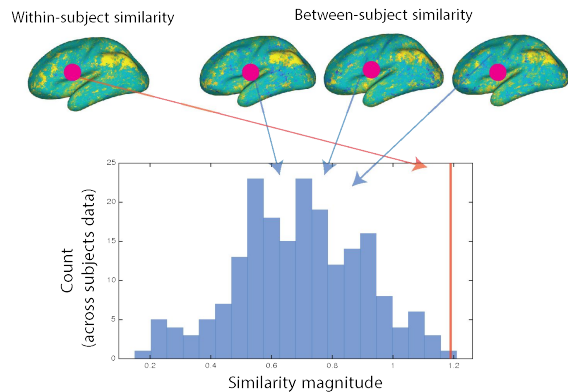 Within-subject similarity
Between-subject similarity
25
20
15
10
5
0
Count
(across subjects data)
0.2
0.4
0.6
0.8
1
1.2
Similarity magnitude